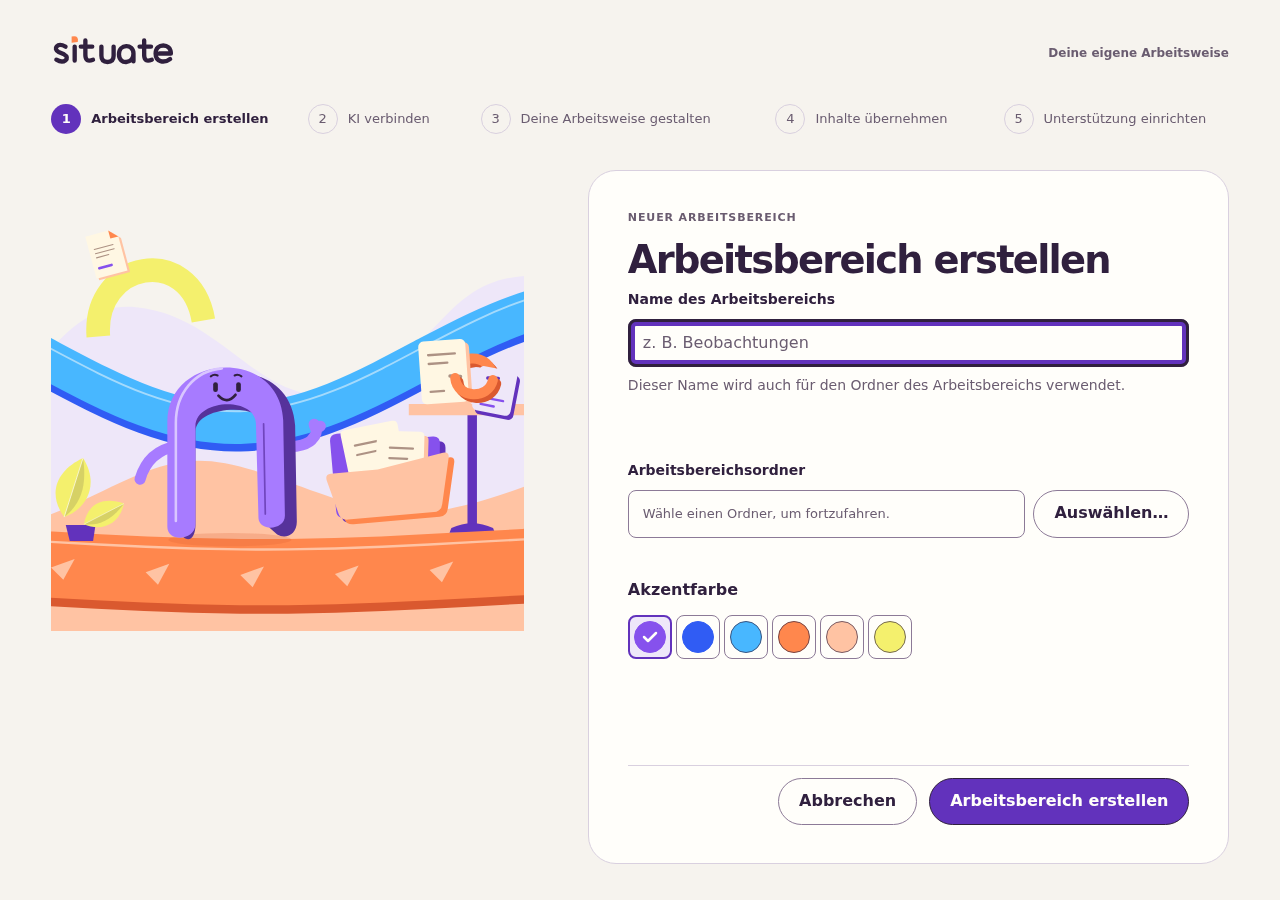 situate
Deine eigene Arbeitsweise
1 Arbeitsbereich erstellen
2 KI verbinden
3 Deine Arbeitsweise gestalten
4 Inhalte übernehmen
5 Unterstützung einrichten
NEUER ARBEITSBEREICH
Arbeitsbereich erstellen
Name des Arbeitsbereichs
z. B. Beobachtungen
Dieser Name wird auch für den Ordner des Arbeitsbereichs verwendet.
Arbeitsbereichsordner
Wähle einen Ordner, um fortzufahren.
Auswählen…
Akzentfarbe
Abbrechen
Arbeitsbereich erstellen